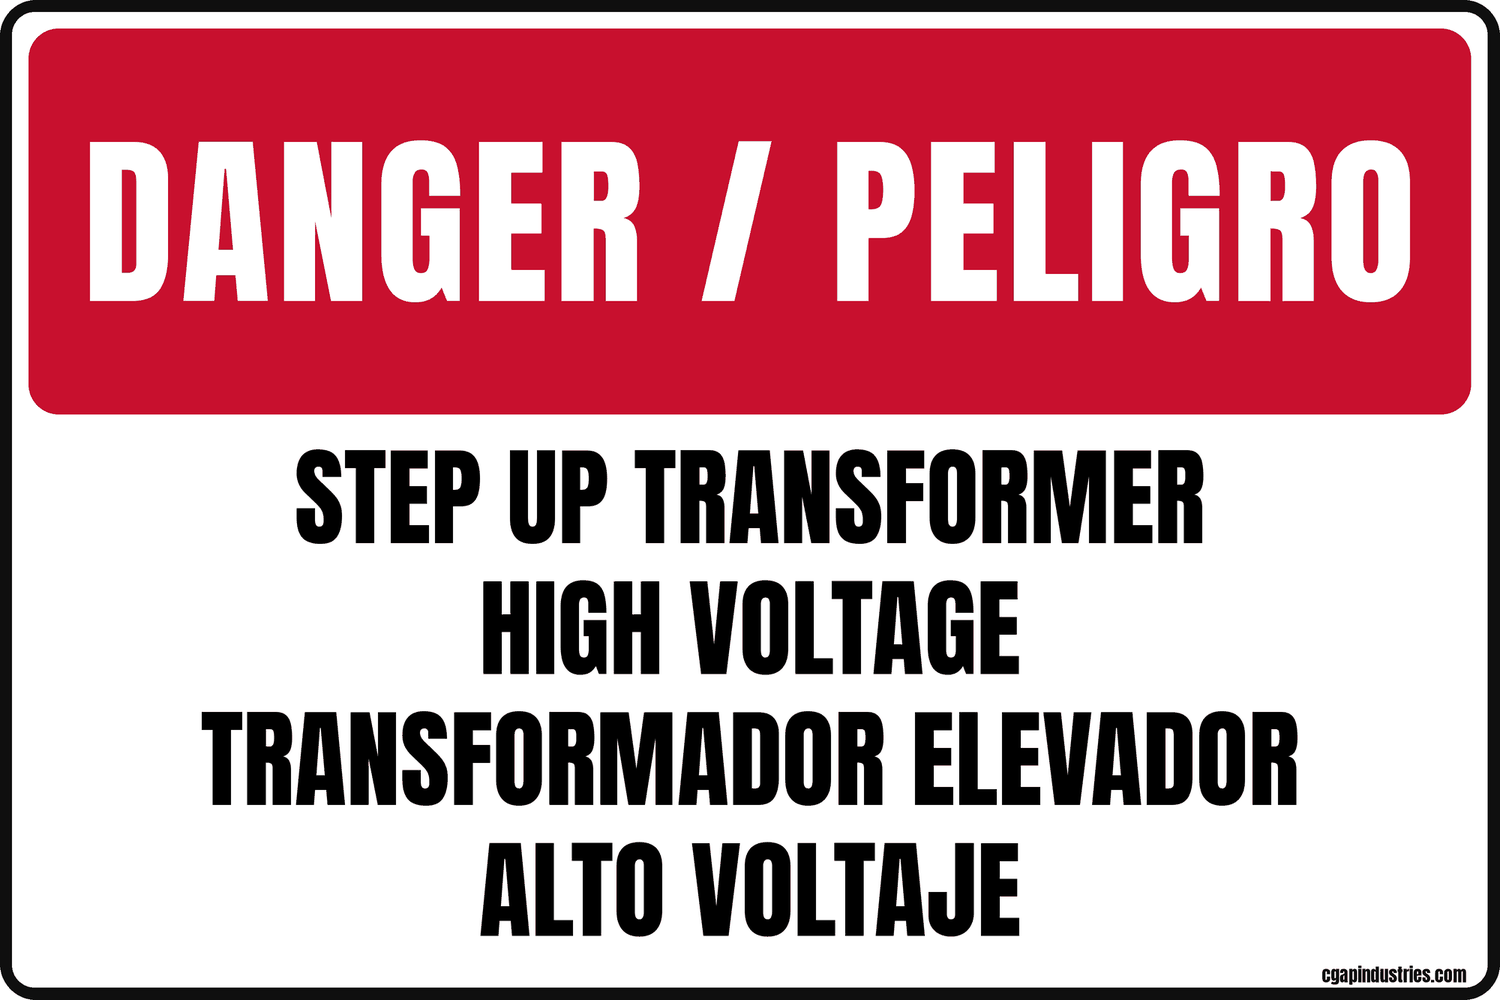 DANGER / PELIGRO
STEP UP TRANSFORMER
HIGH VOLTAGE
TRANSFORMADOR ELEVADOR
ALTO VOLTAJE
cgapindustries.com